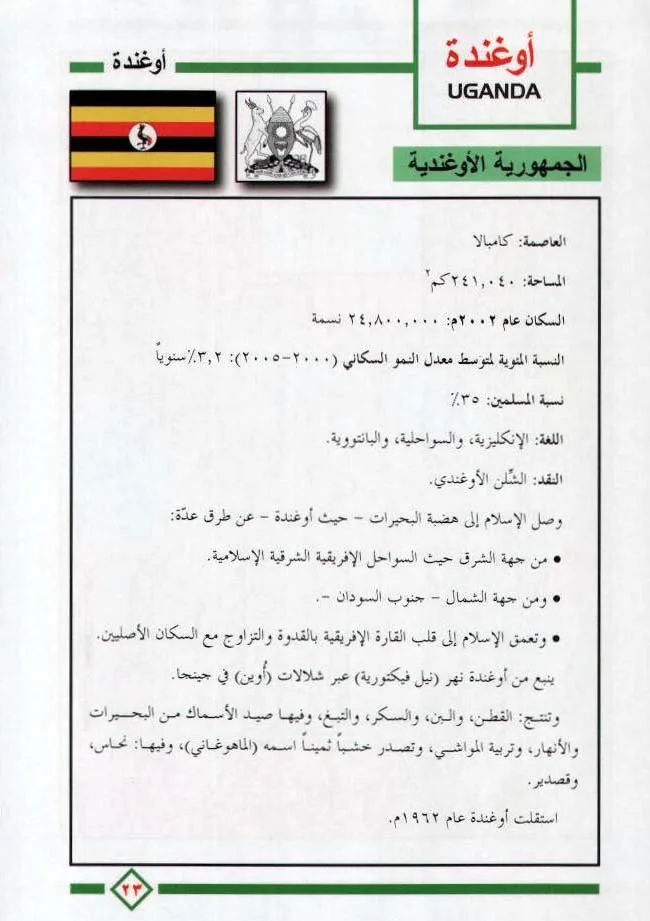 أوغندة
UGANDA
أوغندة
الجمهورية الأوغندية
العاصمة: كامبالا
المساحة: ٢٤١,٠٤٠كم٢
السكان عام ٢٠٠٢م: ٢٤,٨٠٠,٠٠٠ نسمة
النسبة المئوية لمتوسط معدل النمو السكاني (٢٠٠٠-٢٠٠٥): ٣,٢٪سنوياً
نسبة المسلمين: ٣٥٪
اللغة: الإنكليزية، والسواحلية، والبانتووية.
النقد: الشِّلن الأوغندي.
وصل الإسلام إلى هضبة البحيرات - حيث أوغندة - عن طرق عدّة:
• من جهة الشرق حيث السواحل الإفريقية الشرقية الإسلامية.
• ومن جهة الشمال - جنوب السودان -.
• وتعمق الإسلام إلى قلب القارة الإفريقية بالقدوة والتزاوج مع السكان الأصليين.
ينبع من أوغندة نهر (نيل فيكتورية) عبر شلالات (أُوين) في جينجا.
وتنتج: القطن، والبن، والسكر، والتبغ، وفيها صيد الأسماك من البحيرات
والأنهار، وتربية المواشي، وتصدر خشباً ثميناً اسمه (الماهوغاني)، وفيها: نحاس،
وقصدير.
استقلت أوغندة عام ١٩٦٢م.
٢٣